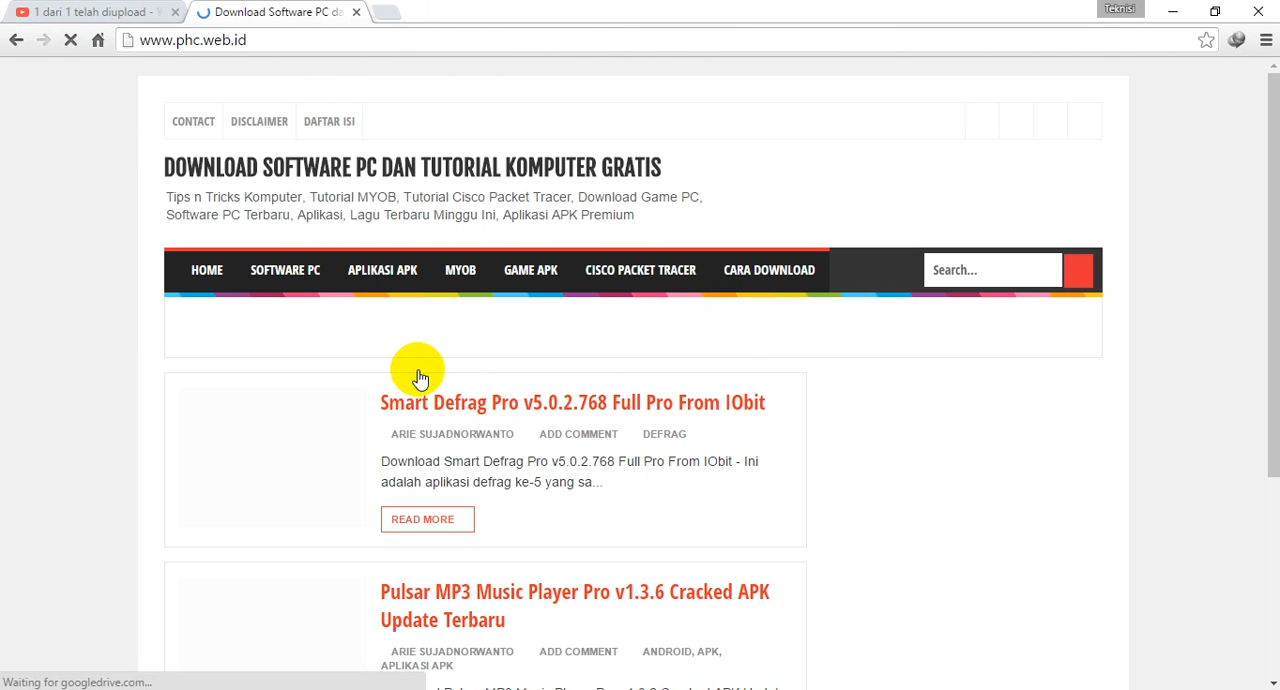 1 dari 1 telah diupload -
Download Software PC da
Teknisi
www.phc.web.id
CONTACT DISCLAIMER DAFTAR ISI
DOWNLOAD SOFTWARE PC DAN TUTORIAL KOMPUTER GRATIS
Tips n Tricks Komputer, Tutorial MYOB, Tutorial Cisco Packet Tracer, Download Game PC,
Software PC Terbaru, Aplikasi, Lagu Terbaru Minggu Ini, Aplikasi APK Premium
HOME SOFTWARE PC APLIKASI APK MYOB GAME APK CISCO PACKET TRACER CARA DOWNLOAD Search...
Smart Defrag Pro v5.0.2.768 Full Pro From IObit
ARIE SUJADNORWANTO ADD COMMENT DEFRAG
Download Smart Defrag Pro v5.0.2.768 Full Pro From IObit - Ini
adalah aplikasi defrag ke-5 yang sa...
READ MORE
Pulsar MP3 Music Player Pro v1.3.6 Cracked APK
Update Terbaru
ARIE SUJADNORWANTO ADD COMMENT ANDROID, APK,
APLIKASI APK
Waiting for googledrive.com...